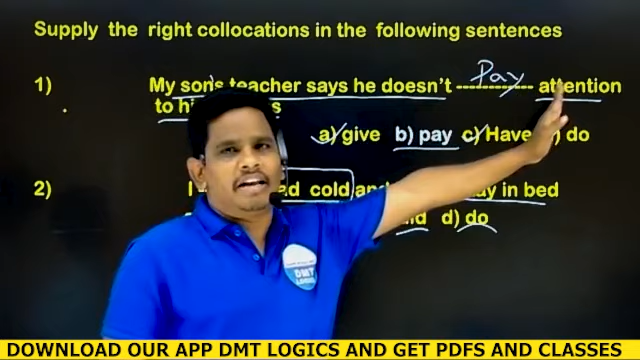 Supply the right collocations in the following sentences
Pay
1) My son's teacher says he doesn't ------------- attention
to
a) give b) pay c) Have do
2) I cold and in bed
d) do
DMT
LOGICS
DOWNLOAD OUR APP DMT LOGICS AND GET PDFS AND CLASSES